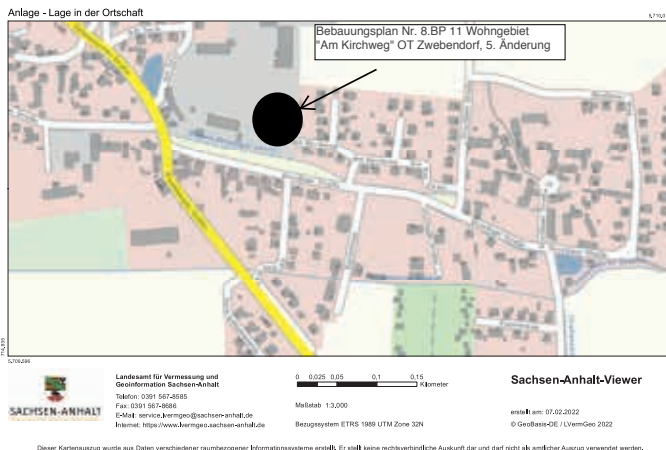 Anlage - Lage in der Ortschaft
Bebauungsplan Nr. 8.BP 11 Wohngebiet
"Am Kirchweg" OT Zwebendorf, 5. Änderung
SACHSEN-ANHALT
Landesamt für Vermessung und
Geoinformation Sachsen-Anhalt
Telefon: 0391 567-8585
Fax: 0391 567-8686
E-Mail: service.lvermgeo@sachsen-anhalt.de
Internet: https://www.lvermgeo.sachsen-anhalt.de
0 0,025 0,05 0,1 0,15
Kilometer
Maßstab 1:3,000
Bezugssystem ETRS 1989 UTM Zone 32N
Sachsen-Anhalt-Viewer
erstellt am: 07.02.2022
© GeoBasis-DE / LVermGeo 2022
Dieser Kartenauszug wurde aus Daten verschiedener raumbezogener Informationssysteme erstellt. Er stellt keine rechtsverbindliche Auskunft dar und darf nicht als amtlicher Auszug verwendet werden.